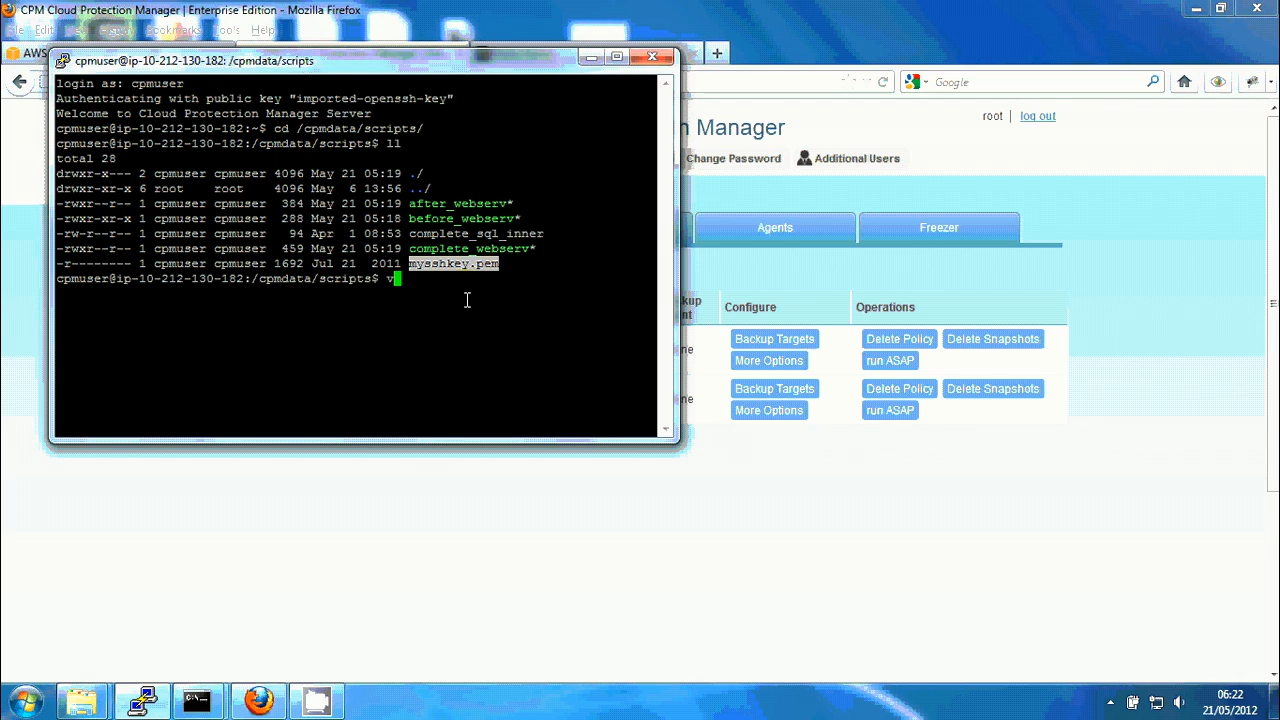 CPM Cloud Protection Manager | Enterprise Edition - Mozilla Firefox
Edit Bookmarks Tools Help
AWS
Google
cpmuser@ip-10-212-130-182: /cpmdata/scripts
login as: cpmuser
Authenticating with public key "imported-openssh-key"
Welcome to Cloud Protection Manager Server
cpmuser@ip-10-212-130-182:~$ cd /cpmdata/scripts/
cpmuser@ip-10-212-130-182:/cpmdata/scripts$ ll
total 28
drwxr-x--- 2 cpmuser cpmuser 4096 May 21 05:19 ./
drwxr-xr-x 6 root root 4096 May 6 13:56 ../
-rwxr--r-- 1 cpmuser cpmuser 384 May 21 05:19 after_webserv*
-rwxr-xr-x 1 cpmuser cpmuser 288 May 21 05:18 before_webserv*
-rw-r--r-- 1 cpmuser cpmuser 94 Apr 1 08:53 complete_sql_inner
-rwxr--r-- 1 cpmuser cpmuser 459 May 21 05:19 complete_webserv*
-r-------- 1 cpmuser cpmuser 1692 Jul 21 2011 mysshkey.pem
cpmuser@ip-10-212-130-182:/cpmdata/scripts$ v
root | log out
Manager
Change Password Additional Users
Agents Freezer
Configure Operations
Backup Targets Delete Policy Delete Snapshots
More Options run ASAP
Backup Targets Delete Policy Delete Snapshots
More Options run ASAP
06:22
21/05/2012